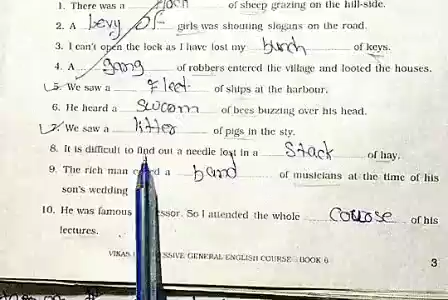 1. There was a flock of sheep grazing on the hill-side.
2. A bevy of girls was shouting slogans on the road.
3. I can't open the lock as I have lost my bunch of keys.
4. A gang of robbers entered the village and looted the houses.
5. We saw a fleet of ships at the harbour.
6. He heard a swarm of bees buzzing over his head.
7. We saw a litter of pigs in the sty.
8. It is difficult to find out a needle lost in a Stack of hay.
9. The rich man a band of musicians at the time of his
son's wedding
10. He was famous essor. So I attended the whole course of his
lectures.
VIKAS SSIVE GENERAL ENGLISH COURSE - BOOK 6
3